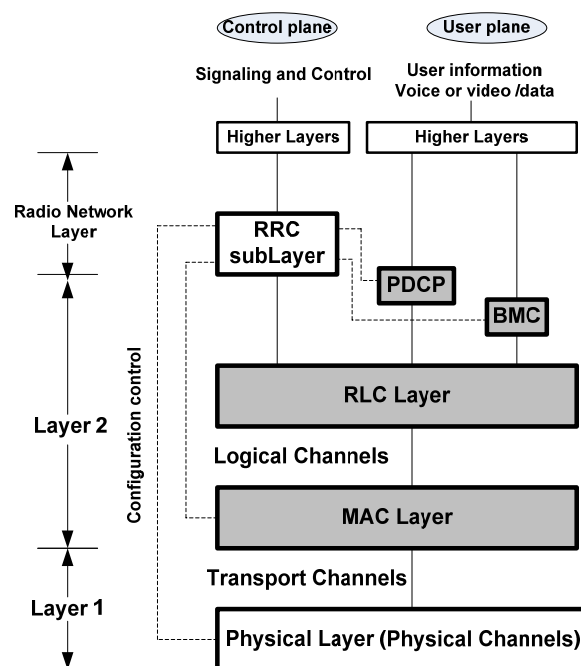 Control plane
User plane
Signaling and Control
User information
Voice or video /data
Higher Layers
Higher Layers
Radio Network
Layer
RRC
subLayer
PDCP
BMC
Configuration control
RLC Layer
Layer 2
Logical Channels
MAC Layer
Transport Channels
Layer 1
Physical Layer (Physical Channels)